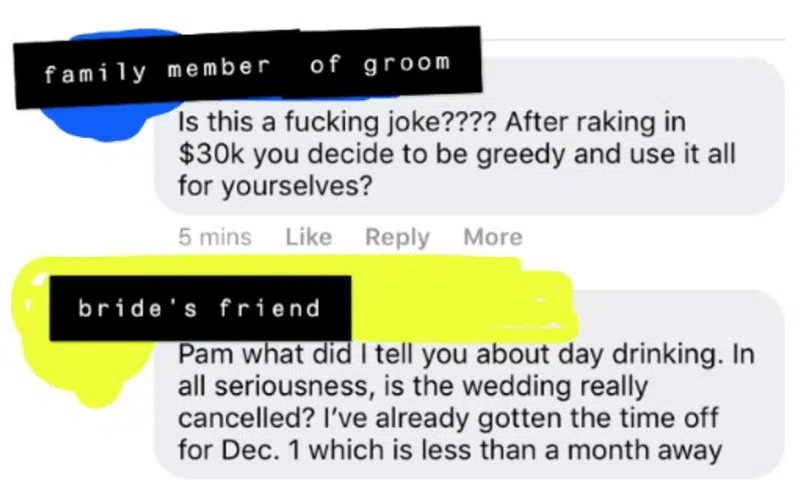 family member of groom
Is this a fucking joke???? After raking in
$30k you decide to be greedy and use it all
for yourselves?
5 mins Like Reply More
bride's friend
Pam what did I tell you about day drinking. In
all seriousness, is the wedding really
cancelled? I've already gotten the time off
for Dec. 1 which is less than a month away